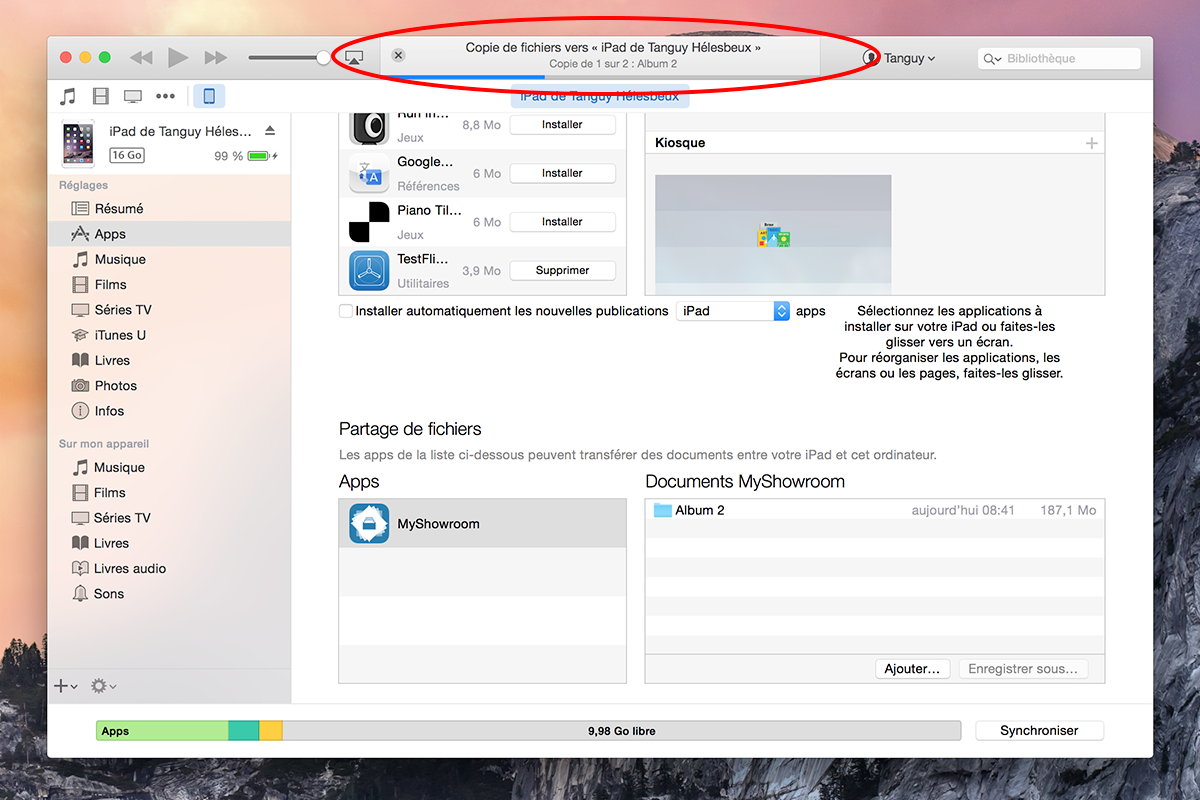 Copie de fichiers vers « iPad de Tanguy Hélesbeux »
Copie de 1 sur 2 : Album 2
Tanguy
Bibliothèque
iPad de Tanguy Hélesbeux
iPad de Tanguy Héles...
16 Go
99 %
Réglages
Résumé
Apps
Musique
Films
Séries TV
iTunes U
Livres
Photos
Infos
Sur mon appareil
Musique
Films
Séries TV
Livres
Livres audio
Sons
8,8 Mo
Installer
Jeux
Google...
6 Mo
Installer
Références
Piano Til...
6 Mo
Installer
Jeux
TestFli...
3,9 Mo
Supprimer
Utilitaires
Kiosque
Installer automatiquement les nouvelles publications
iPad
apps
Sélectionnez les applications à
installer sur votre iPad ou faites-les
glisser vers un écran.
Pour réorganiser les applications, les
écrans ou les pages, faites-les glisser.
Partage de fichiers
Les apps de la liste ci-dessous peuvent transférer des documents entre votre iPad et cet ordinateur.
Apps
MyShowroom
Documents MyShowroom
Album 2 aujourd'hui 08:41 187,1 Mo
Ajouter...
Enregistrer sous...
Apps
9,98 Go libre
Synchroniser